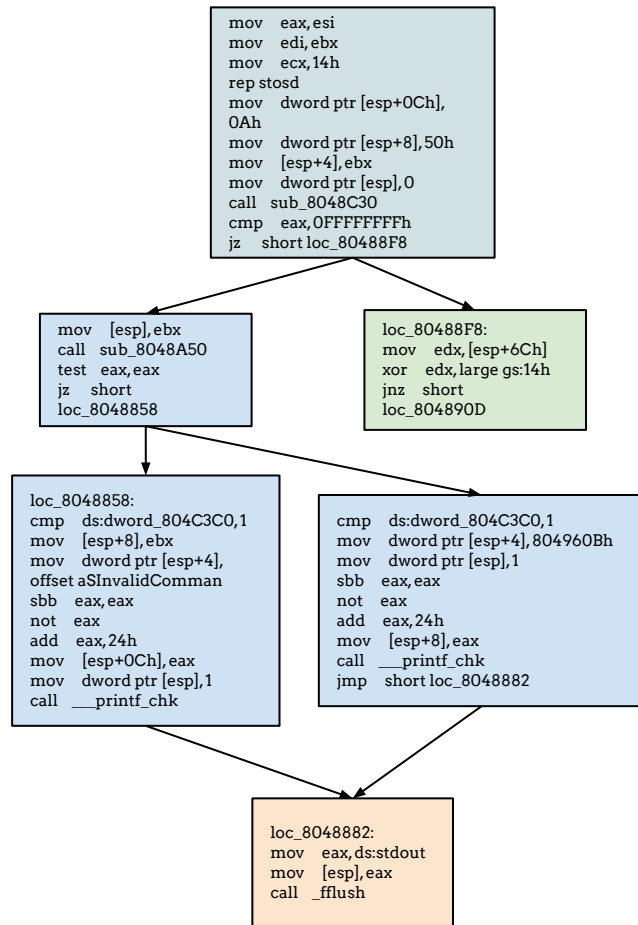 mov eax,esi
mov edi,ebx
mov ecx,14h
rep stosd
mov dword ptr [esp+0Ch],
0Ah
mov dword ptr [esp+8],50h
mov [esp+4],ebx
mov dword ptr [esp],0
call sub_8048C30
cmp eax,0FFFFFFFFh
jz short loc_80488F8
mov [esp],ebx
call sub_8048A50
test eax,eax
jz short
loc_8048858
loc_80488F8:
mov edx,[esp+6Ch]
xor edx,large gs:14h
jnz short
loc_804890D
loc_8048858:
cmp ds:dword_804C3C0,1
mov [esp+8],ebx
mov dword ptr [esp+4],
offset aSInvalidComman
sbb eax,eax
not eax
add eax,24h
mov [esp+0Ch],eax
mov dword ptr [esp],1
call ___printf_chk
cmp ds:dword_804C3C0,1
mov dword ptr [esp+4],804960Bh
mov dword ptr [esp],1
sbb eax,eax
not eax
add eax,24h
mov [esp+8],eax
call ___printf_chk
jmp short loc_8048882
loc_8048882:
mov eax,ds:stdout
mov [esp],eax
call _fflush